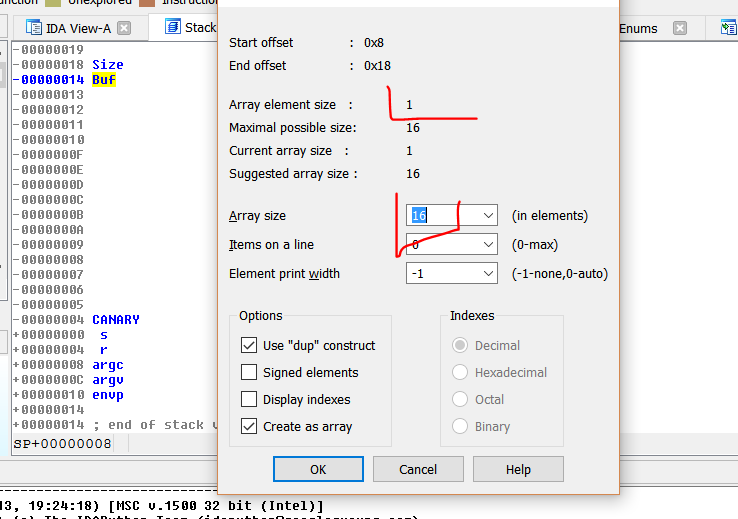 Unexplored
Instruction
IDA View-A
Stack
Enums
-00000019
-00000018 Size
-00000014 Buf
-00000013
-00000012
-00000011
-00000010
-0000000F
-0000000E
-0000000D
-0000000C
-0000000B
-0000000A
-00000009
-00000008
-00000007
-00000006
-00000005
-00000004 CANARY
+00000000 s
+00000004 r
+00000008 argc
+0000000C argv
+00000010 envp
+00000014
+00000014 ; end of stack v
SP+00000008
Start offset : 0x8
End offset : 0x18
Array element size : 1
Maximal possible size: 16
Current array size : 1
Suggested array size : 16
Array size 16 (in elements)
Items on a line 0 (0-max)
Element print width -1 (-1-none,0-auto)
Options
Use "dup" construct
Signed elements
Display indexes
Create as array
Indexes
Decimal
Hexadecimal
Octal
Binary
OK
Cancel
Help
13, 19:24:18) [MSC v.1500 32 bit (Intel)]